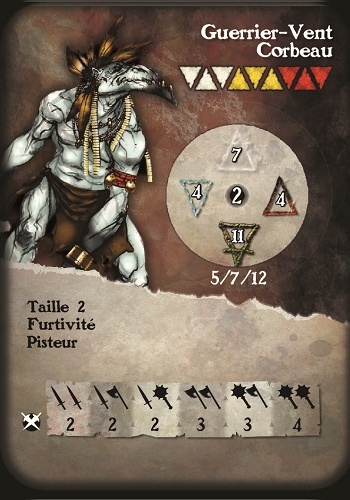 Guerrier-Vent
Corbeau
7
4 2 4
11
5/7/12
Taille 2
Furtivité
Pisteur
2 2 2 3 3 4